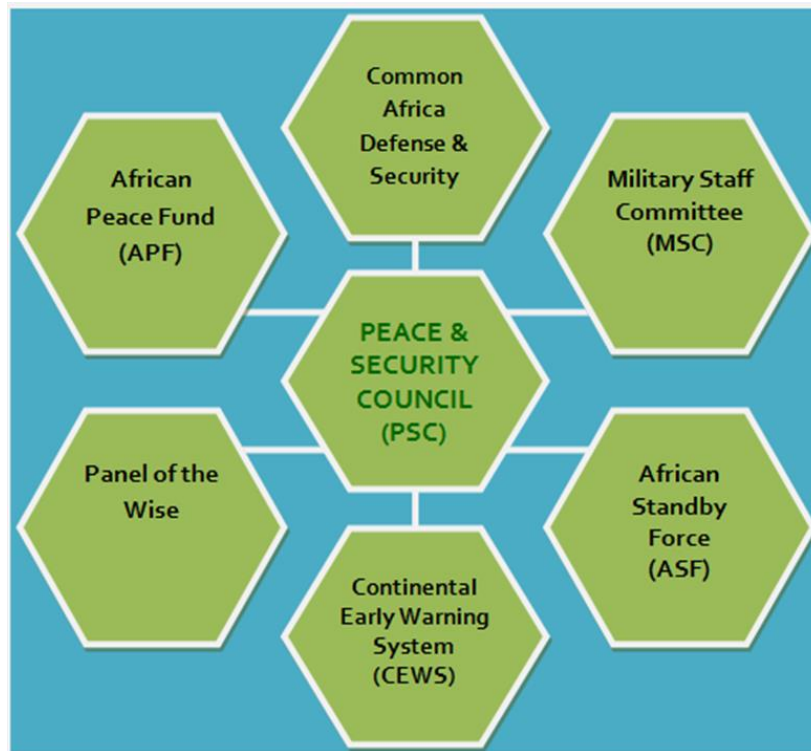 Common
Africa
Defense &
Security
African
Peace Fund
(APF)
Military Staff
Committee
(MSC)
PEACE &
SECURITY
COUNCIL
(PSC)
Panel of the
Wise
African
Standby
Force
(ASF)
Continental
Early Warning
System
(CEWS)